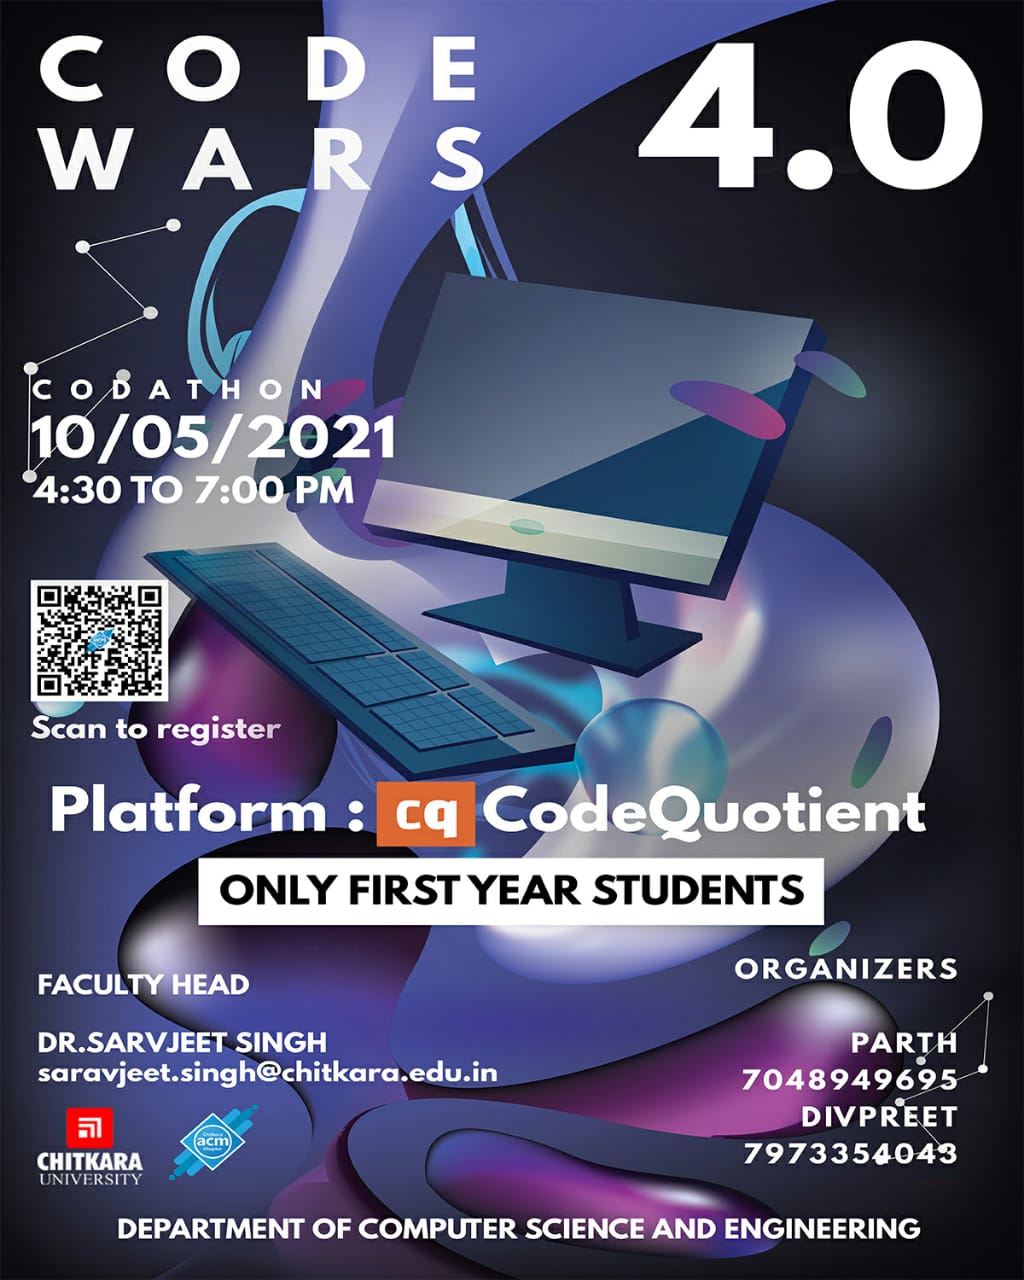 CODE
WARS
4.0
CODATHON
10/05/2021
4:30 TO 7:00 PM
Scan to register
Platform : cq CodeQuotient
ONLY FIRST YEAR STUDENTS
FACULTY HEAD
DR.SARVJEET SINGH
saravjeet.singh@chitkara.edu.in
ORGANIZERS
PARTH
7048949695
DIVPREET
7973354043
CHITKARA
UNIVERSITY
Chitkara
acm
Chapter
DEPARTMENT OF COMPUTER SCIENCE AND ENGINEERING